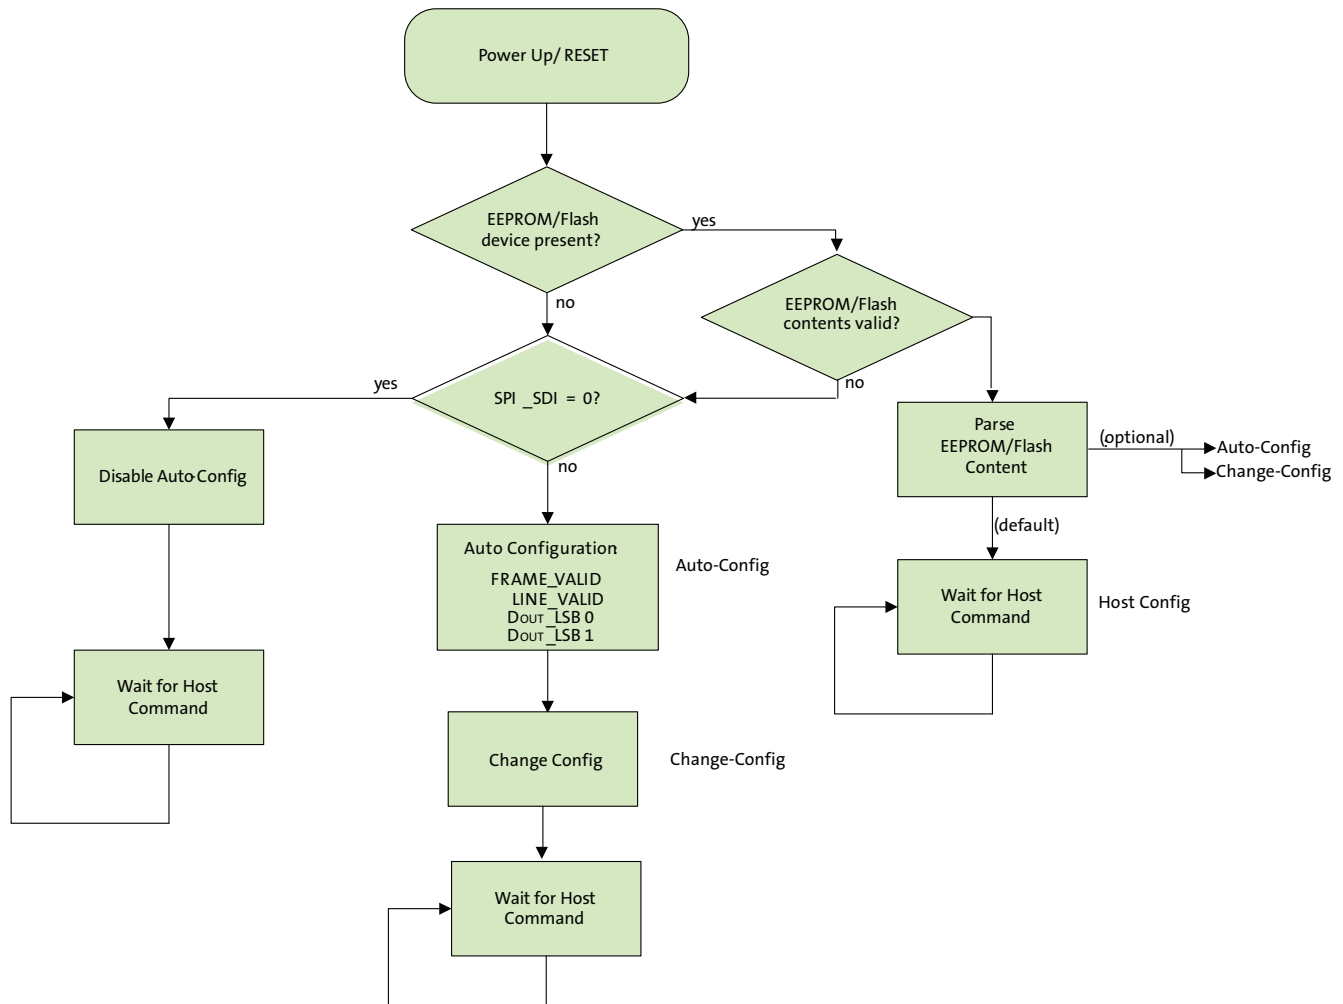 Power Up/ RESET
EEPROM/Flash
device present?
yes
no
EEPROM/Flash
contents valid?
no
SPI _SDI = 0?
yes
no
Parse
EEPROM/Flash
Content
(optional)
Auto-Config
Change-Config
(default)
Disable Auto-Config
Auto Configuration
FRAME_VALID
LINE_VALID
DOUT_LSB 0
DOUT_LSB 1
Auto-Config
Wait for Host
Command
Host Config
Wait for Host
Command
Change Config
Change-Config
Wait for Host
Command